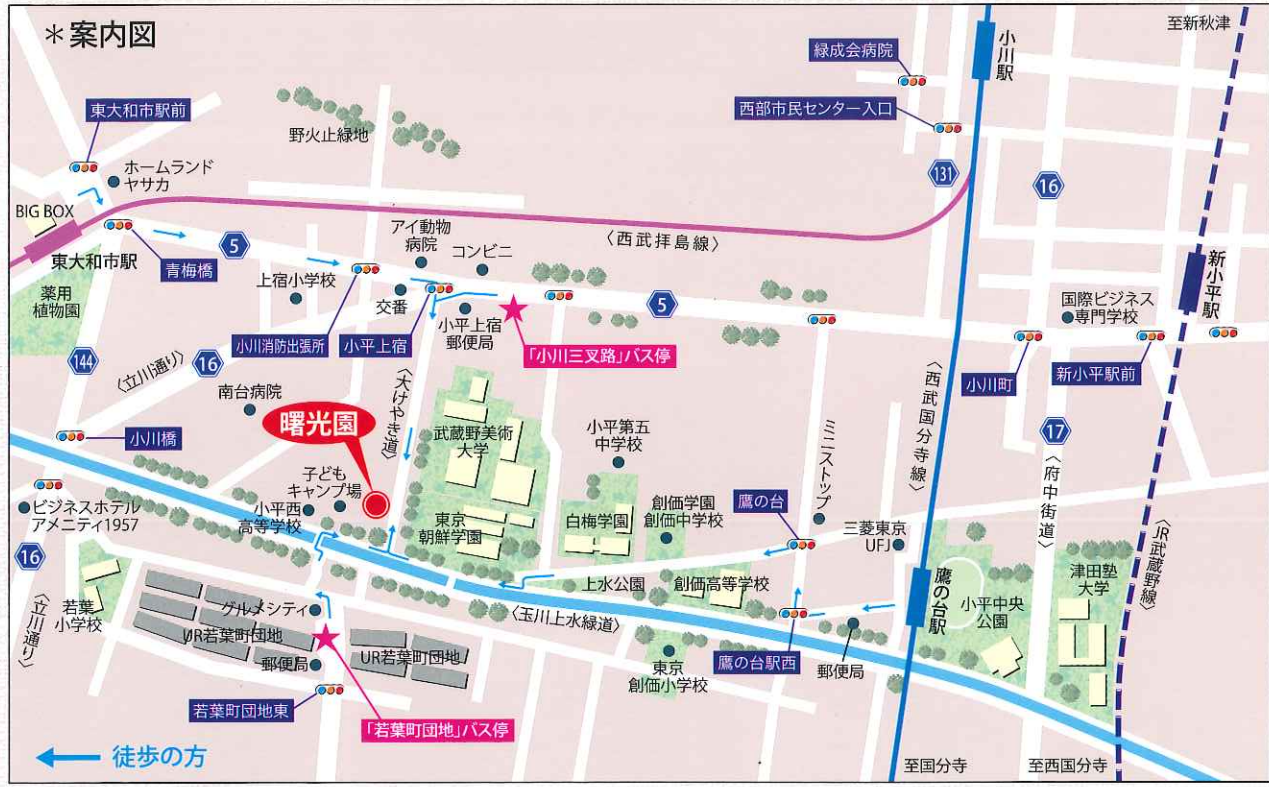 ＊案内図
至新秋津
小川駅
緑成会病院
西部市民センター入口
東大和市駅前
野火止緑地
ホームランド
ヤサカ
131
16
BIG BOX
〈西武拝島線〉
アイ動物
病院
コンビニ
5
東大和市駅
青梅橋
上宿小学校
交番
新小平駅
薬用
植物園
5
国際ビジネス
専門学校
小平上宿
郵便局
小川消防出張所
小平上宿
「小川三叉路」バス停
144
〈立川通り〉
16
小川町
新小平駅前
〈大けやき道〉
〈西武国分寺線〉
南台病院
曙光園
小川橋
武蔵野美術
大学
小平第五
中学校
ミニストップ
17
〈府中街道〉
子ども
キャンプ場
小平西
高等学校
ビジネスホテル
アメニティ1957
東京
朝鮮学園
白梅学園
創価学園
創価中学校
鷹の台
三菱東京
UFJ
〈JR武蔵野線〉
16
〈立川通り〉
若葉
小学校
上水公園
創価高等学校
鷹の台駅
小平中央
公園
津田塾
大学
グルメシティ
〈玉川上水緑道〉
UR若葉町団地
UR若葉町団地
郵便局
東京
創価小学校
鷹の台駅西
郵便局
若葉町団地東
「若葉町団地」バス停
徒歩の方
至国分寺
至西国分寺